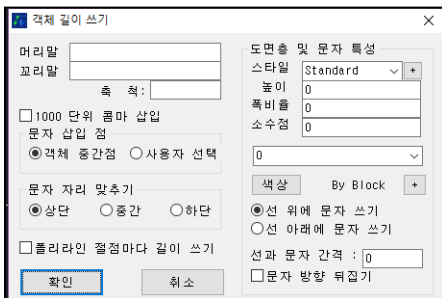 객체 길이 쓰기
머리말
꼬리말
축 척:
1000 단위 콤마 삽입
문자 삽입 점
객체 중간점 사용자 선택
문자 자리 맞추기
상단 중간 하단
폴리라인 절점마다 길이 쓰기
확인 취소
도면층 및 문자 특성
스타일 Standard +
높이 0
폭비율 0
소수점 0
0
색상 By Block +
선 위에 문자 쓰기
선 아래에 문자 쓰기
선과 문자 간격 : 0
문자 방향 뒤집기